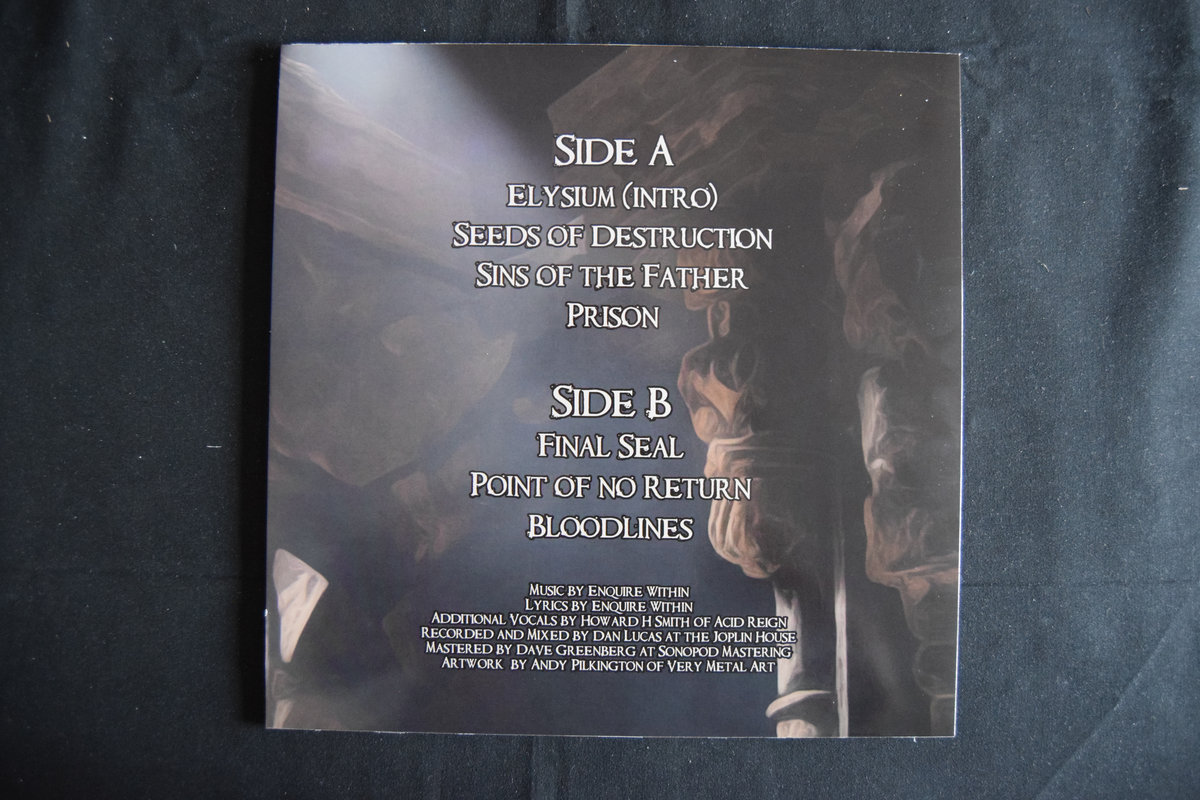 Side A
Elysium (intro)
Seeds of Destruction
Sins of the Father
Prison
Side B
Final Seal
Point of no Return
Bloodlines
Music by Enquire Within
Lyrics by Enquire Within
Additional Vocals by Howard H Smith of Acid Reign
Recorded and Mixed by Dan Lucas at the Joplin House
Mastered by Dave Greenberg at Sonopod Mastering
Artwork by Andy Pilkington of Very Metal Art